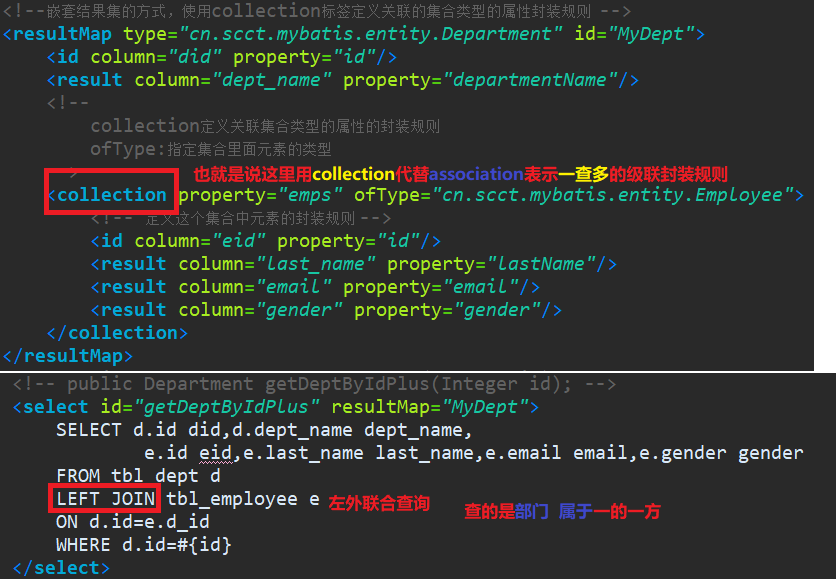 <!--嵌套结果集的方式，使用collection标签定义关联的集合类型的属性封装规则 -->
<resultMap type="cn.scct.mybatis.entity.Department" id="MyDept">
<id column="did" property="id"/>
<result column="dept_name" property="departmentName"/>
<!--
collection定义关联集合类型的属性的封装规则
ofType:指定集合里面元素的类型
> 也就是说这里用collection代替association表示一查多的级联封装规则
<collection property="emps" ofType="cn.scct.mybatis.entity.Employee">
<!-- 定义这个集合中元素的封装规则 -->
<id column="eid" property="id"/>
<result column="last_name" property="lastName"/>
<result column="email" property="email"/>
<result column="gender" property="gender"/>
</collection>
</resultMap>
<!-- public Department getDeptByIdPlus(Integer id); -->
<select id="getDeptByIdPlus" resultMap="MyDept">
SELECT d.id did,d.dept_name dept_name,
e.id eid,e.last_name last_name,e.email email,e.gender gender
FROM tbl_dept d
LEFT JOIN tbl_employee e 左外联合查询 查的是部门 属于一的一方
ON d.id=e.d_id
WHERE d.id=#{id}
</select>